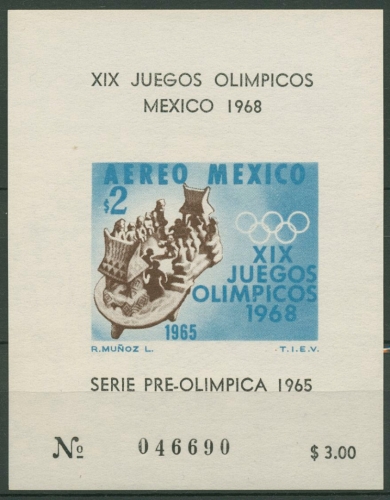 XIX JUEGOS OLIMPICOS
MEXICO 1968
AEREO MEXICO
$2
XIX
JUEGOS
OLIMPICOS
1968
1965
R.MUÑOZ L. T.I.E.V.
SERIE PRE-OLIMPICA 1965
No 046690 $ 3.00